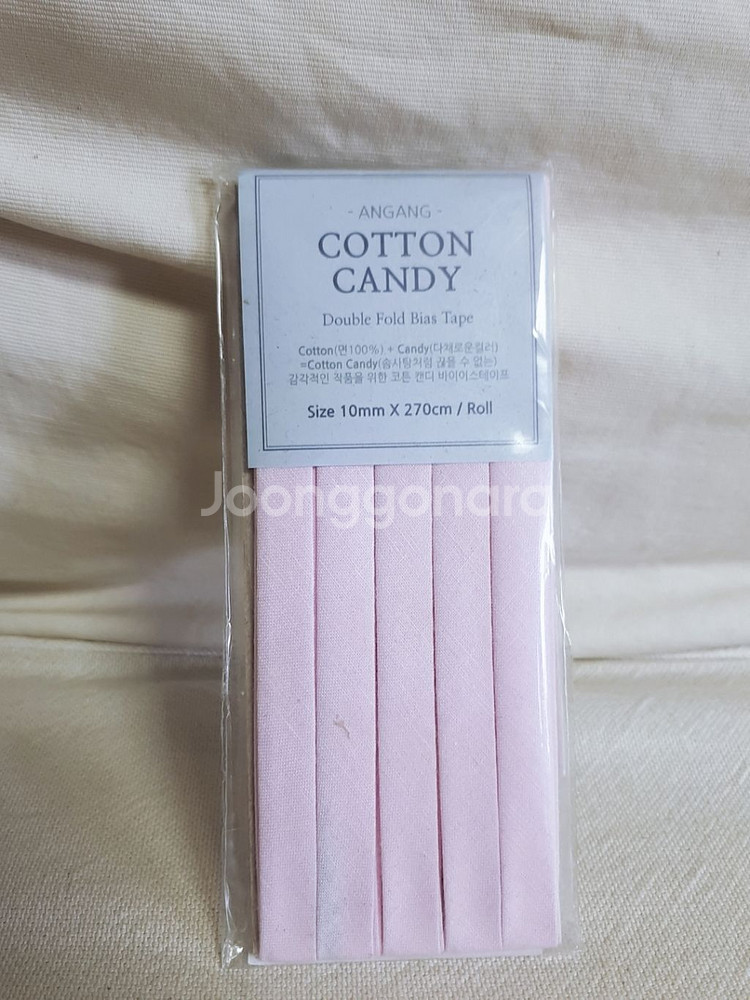 - ANGANG -
COTTON
CANDY
Double Fold Bias Tape
Cotton(면100%) + Candy(다채로운컬러)
=Cotton Candy(솜사탕처럼 끊을 수 없는)
감각적인 작품을 위한 코튼 캔디 바이어스테이프
Size 10mm X 270cm / Roll
Joonggonara